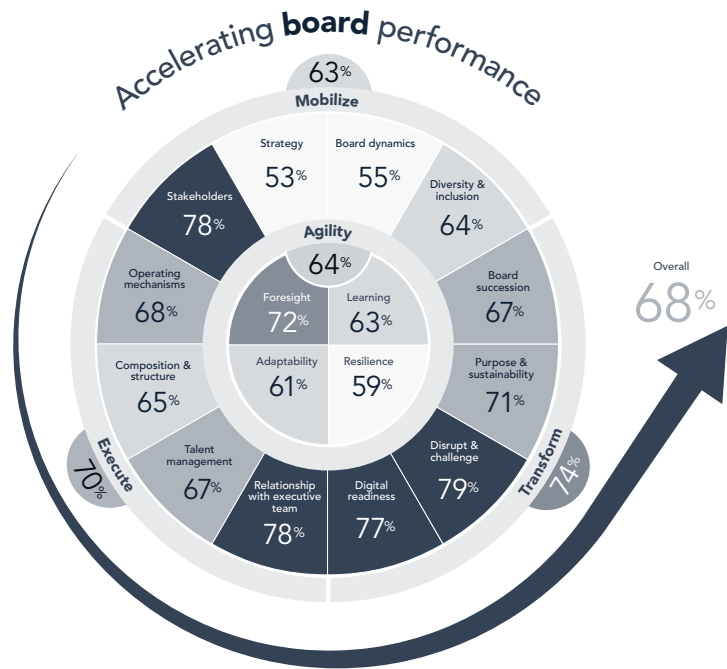 Accelerating board performance
63%
Mobilize
Strategy
53%
Board dynamics
55%
Stakeholders
78%
Diversity &
inclusion
64%
Agility
64%
Operating
mechanisms
68%
Foresight
72%
Learning
63%
Board
succession
67%
Overall
68%
Composition &
structure
65%
Adaptability
61%
Resilience
59%
Purpose &
sustainability
71%
Execute
70%
Talent
management
67%
Relationship
with executive
team
78%
Digital
readiness
77%
Disrupt &
challenge
79%
Transform
74%